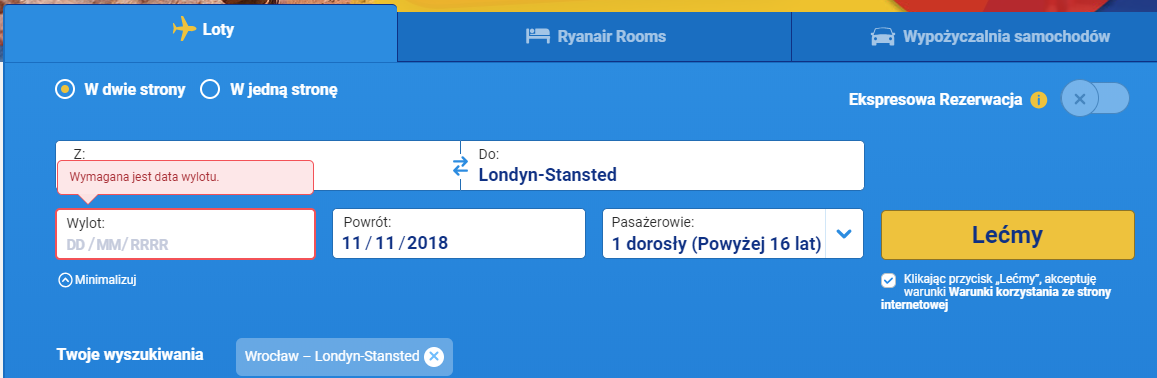 Loty
Ryanair Rooms
Wypożyczalnia samochodów
W dwie strony
W jedną stronę
Ekspresowa Rezerwacja i
Z:
Do:
Londyn-Stansted
Wymagana jest data wylotu.
Wylot:
DD / MM / RRRR
Powrót:
11 / 11 / 2018
Pasażerowie:
1 dorosły (Powyżej 16 lat)
Lećmy
Minimalizuj
Klikając przycisk „Lećmy”, akceptuję
warunki Warunki korzystania ze strony
internetowej
Twoje wyszukiwania
Wrocław – Londyn-Stansted